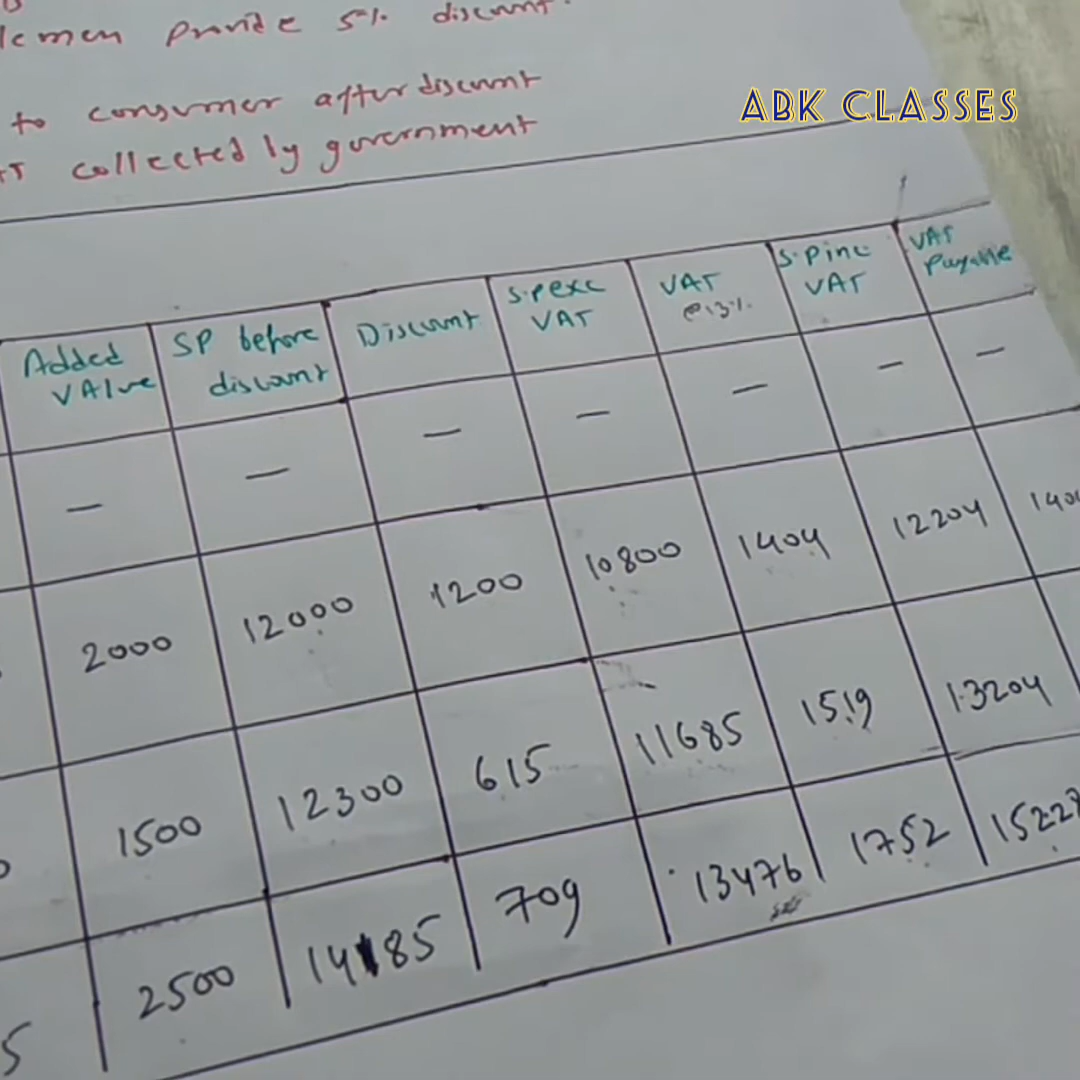 provide 5% discount.
to consumer after discount
collected by government
ABK CLASSES
Added VAlue SP before discount Discount S.P exc VAT VAT @13% S.P inc VAT VAT Payable
— — — — — — —
2000 12000 1200 10800 1404 12204
1500 12300 615 11685 1519 13204
5 2500 14185 709 13476 1752